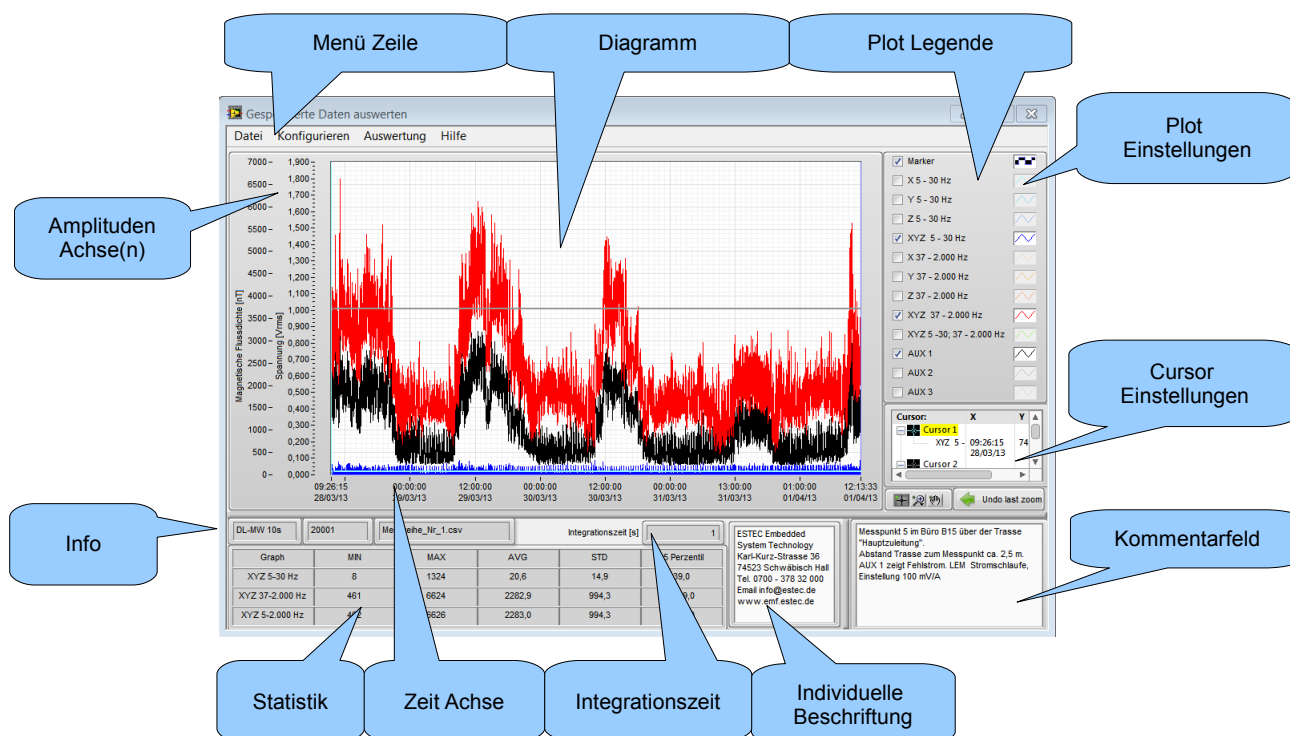 Menü Zeile
Diagramm
Plot Legende
Plot
Einstellungen
Amplituden
Achse(n)
Cursor
Einstellungen
Info
Kommentarfeld
Statistik
Zeit Achse
Integrationszeit
Individuelle
Beschriftung
Daten auswerten
Datei Konfigurieren Auswertung Hilfe
Magnetische Flussdichte [nT]
7000
6500
6000
5500
5000
4500
4000
3500
3000
2500
2000
1500
1000
500
0
Spannung [Vrms]
1,900
1,800
1,700
1,600
1,500
1,400
1,300
1,200
1,100
1,000
0,900
0,800
0,700
0,600
0,500
0,400
0,300
0,200
0,100
0,000
09:26:15 00:00:00 12:00:00 00:00:00 12:00:00 01:00:00 13:00:00 01:00:00 12:13:33
28/03/13 29/03/13 29/03/13 30/03/13 30/03/13 31/03/13 31/03/13 01/04/13 01/04/13
Marker
X 5 - 30 Hz
Y 5 - 30 Hz
Z 5 - 30 Hz
XYZ 5 - 30 Hz
X 37 - 2.000 Hz
Y 37 - 2.000 Hz
Z 37 - 2.000 Hz
XYZ 37 - 2.000 Hz
XYZ 5 -30; 37 - 2.000 Hz
AUX 1
AUX 2
AUX 3
Cursor: X Y
Cursor 1
XYZ 5 - 09:26:15 74
28/03/13
Cursor 2
Undo last zoom
DL-MW 10s 20001 Integrationszeit [s] 1
Graph MIN MAX AVG STD Perzentil
XYZ 5-30 Hz 8 1324 20,6 14,9
XYZ 37-2.000 Hz 461 6624 2282,9 994,3
XYZ 5-2.000 Hz 6626 2283,0 994,3
ESTEC Embedded
System Technology
Karl-Kurz-Strasse 36
74523 Schwäbisch Hall
Tel. 0700 - 378 32 000
Email info@estec.de
www.emf.estec.de
Messpunkt 5 im Büro B15 über der Trasse
"Hauptzuleitung".
Abstand Trasse zum Messpunkt ca. 2,5 m.
AUX 1 zeigt Fehlstrom. LEM Stromschlaufe,
Einstellung 100 mV/A